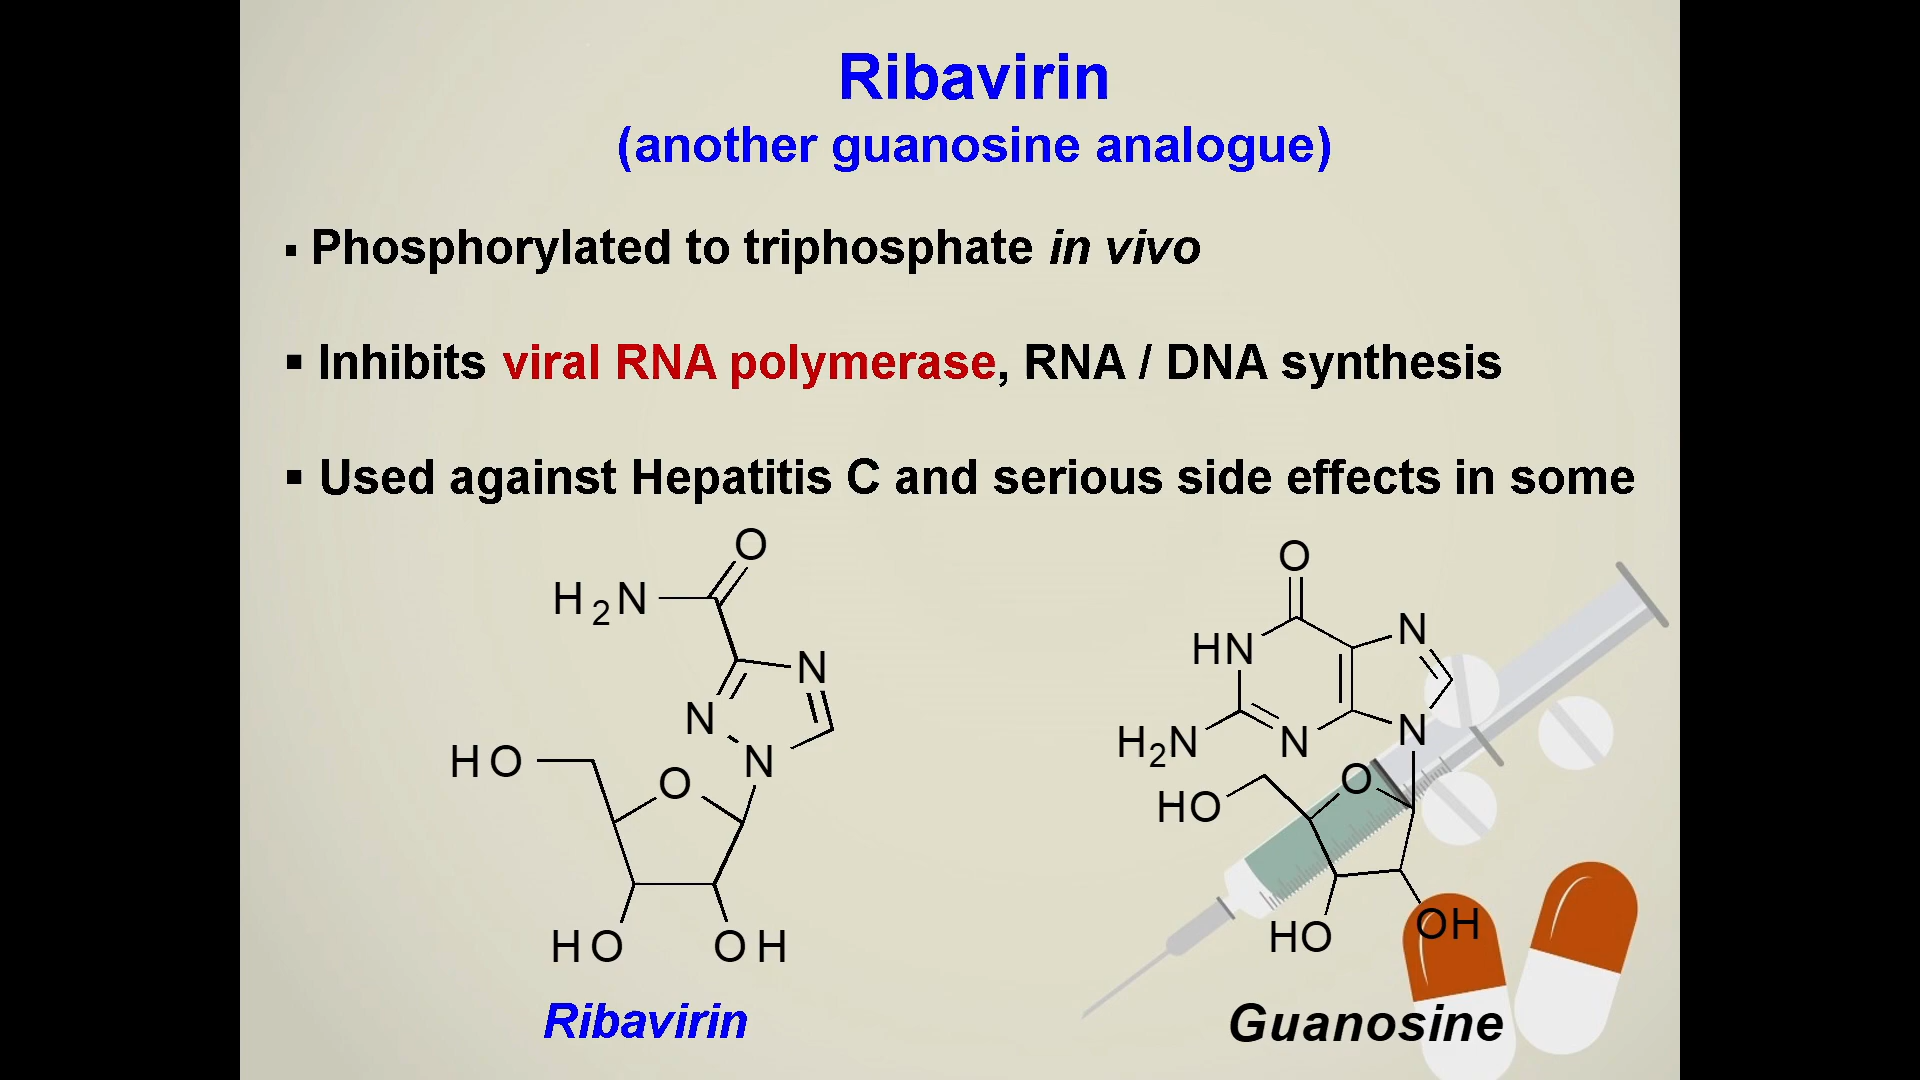 Ribavirin
(another guanosine analogue)
▪ Phosphorylated to triphosphate in vivo
▪ Inhibits viral RNA polymerase, RNA / DNA synthesis
▪ Used against Hepatitis C and serious side effects in some
O
H2N
N
N
N
HO
O
HO
OH
Ribavirin
O
N
HN
N
H2N
N
O
HO
OH
HO
Guanosine